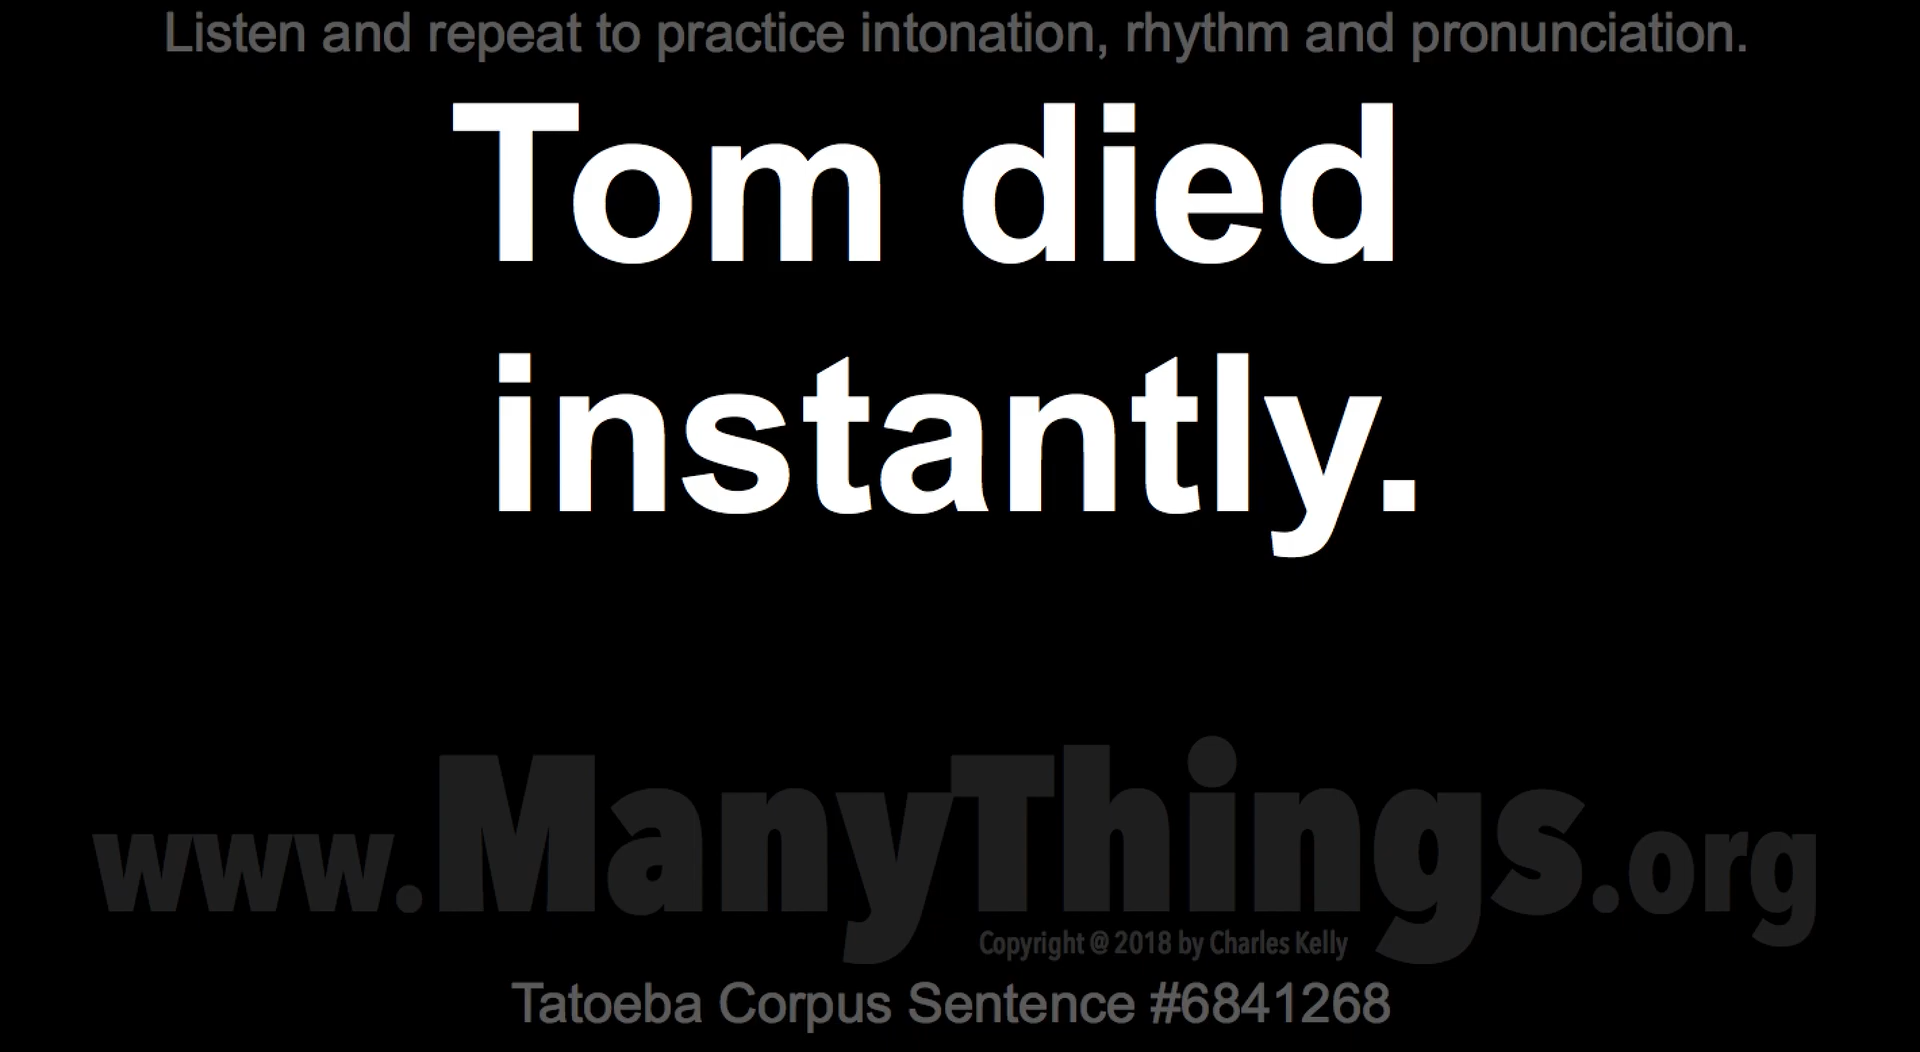 Listen and repeat to practice intonation, rhythm and pronunciation.
Tom died
instantly.
www.ManyThings.org
Copyright @ 2018 by Charles Kelly
Tatoeba Corpus Sentence #6841268